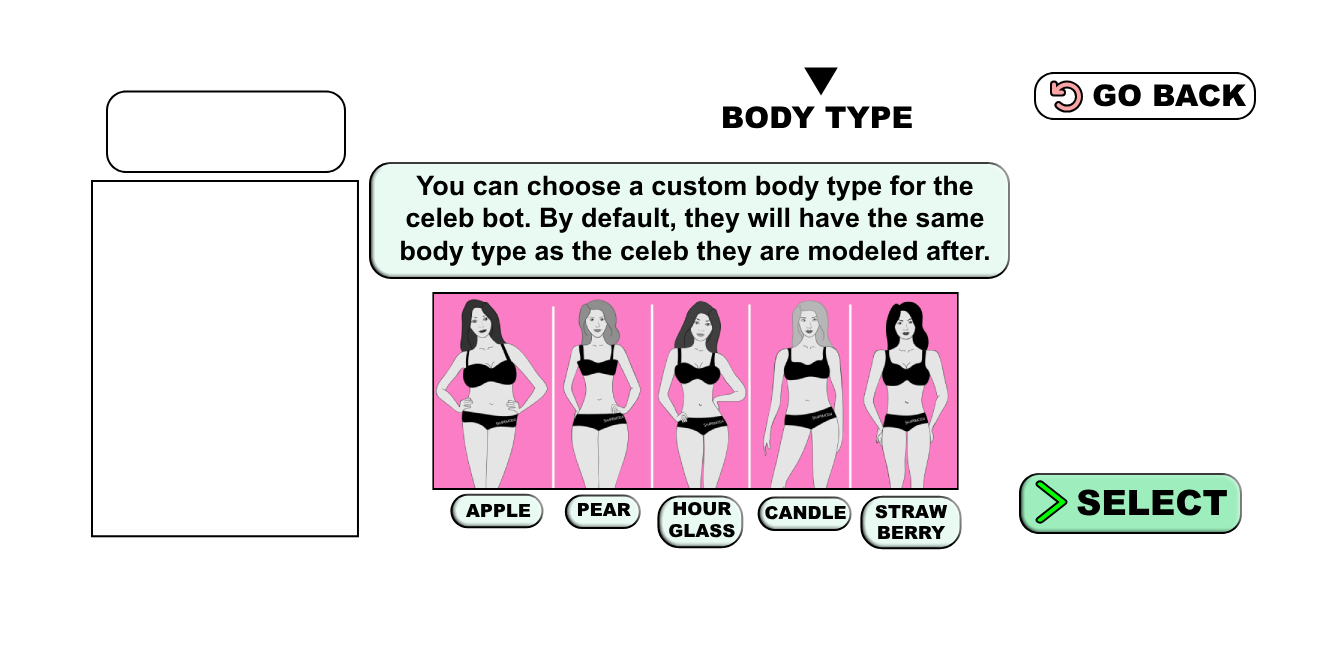 BODY TYPE
GO BACK
You can choose a custom body type for the
celeb bot. By default, they will have the same
body type as the celeb they are modeled after.
APPLE
PEAR
HOUR
GLASS
CANDLE
STRAW
BERRY
SELECT